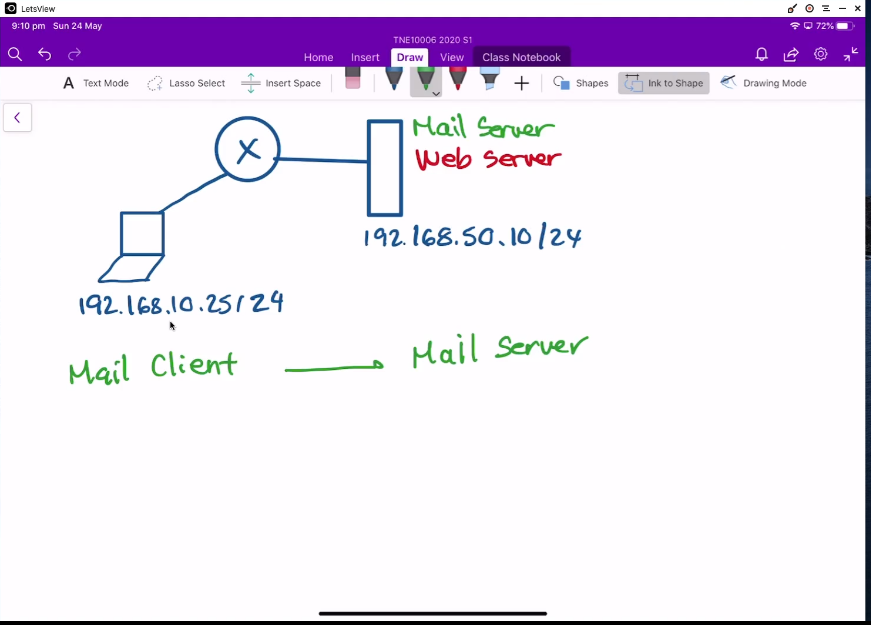 LetsView
9:10 pm Sun 24 May
72%
TNE10006 2020 S1
Home Insert Draw View Class Notebook
A Text Mode Lasso Select Insert Space Shapes Ink to Shape Drawing Mode
X
Mail Server
Web Server
192.168.50.10/24
192.168.10.25/24
Mail Client Mail Server